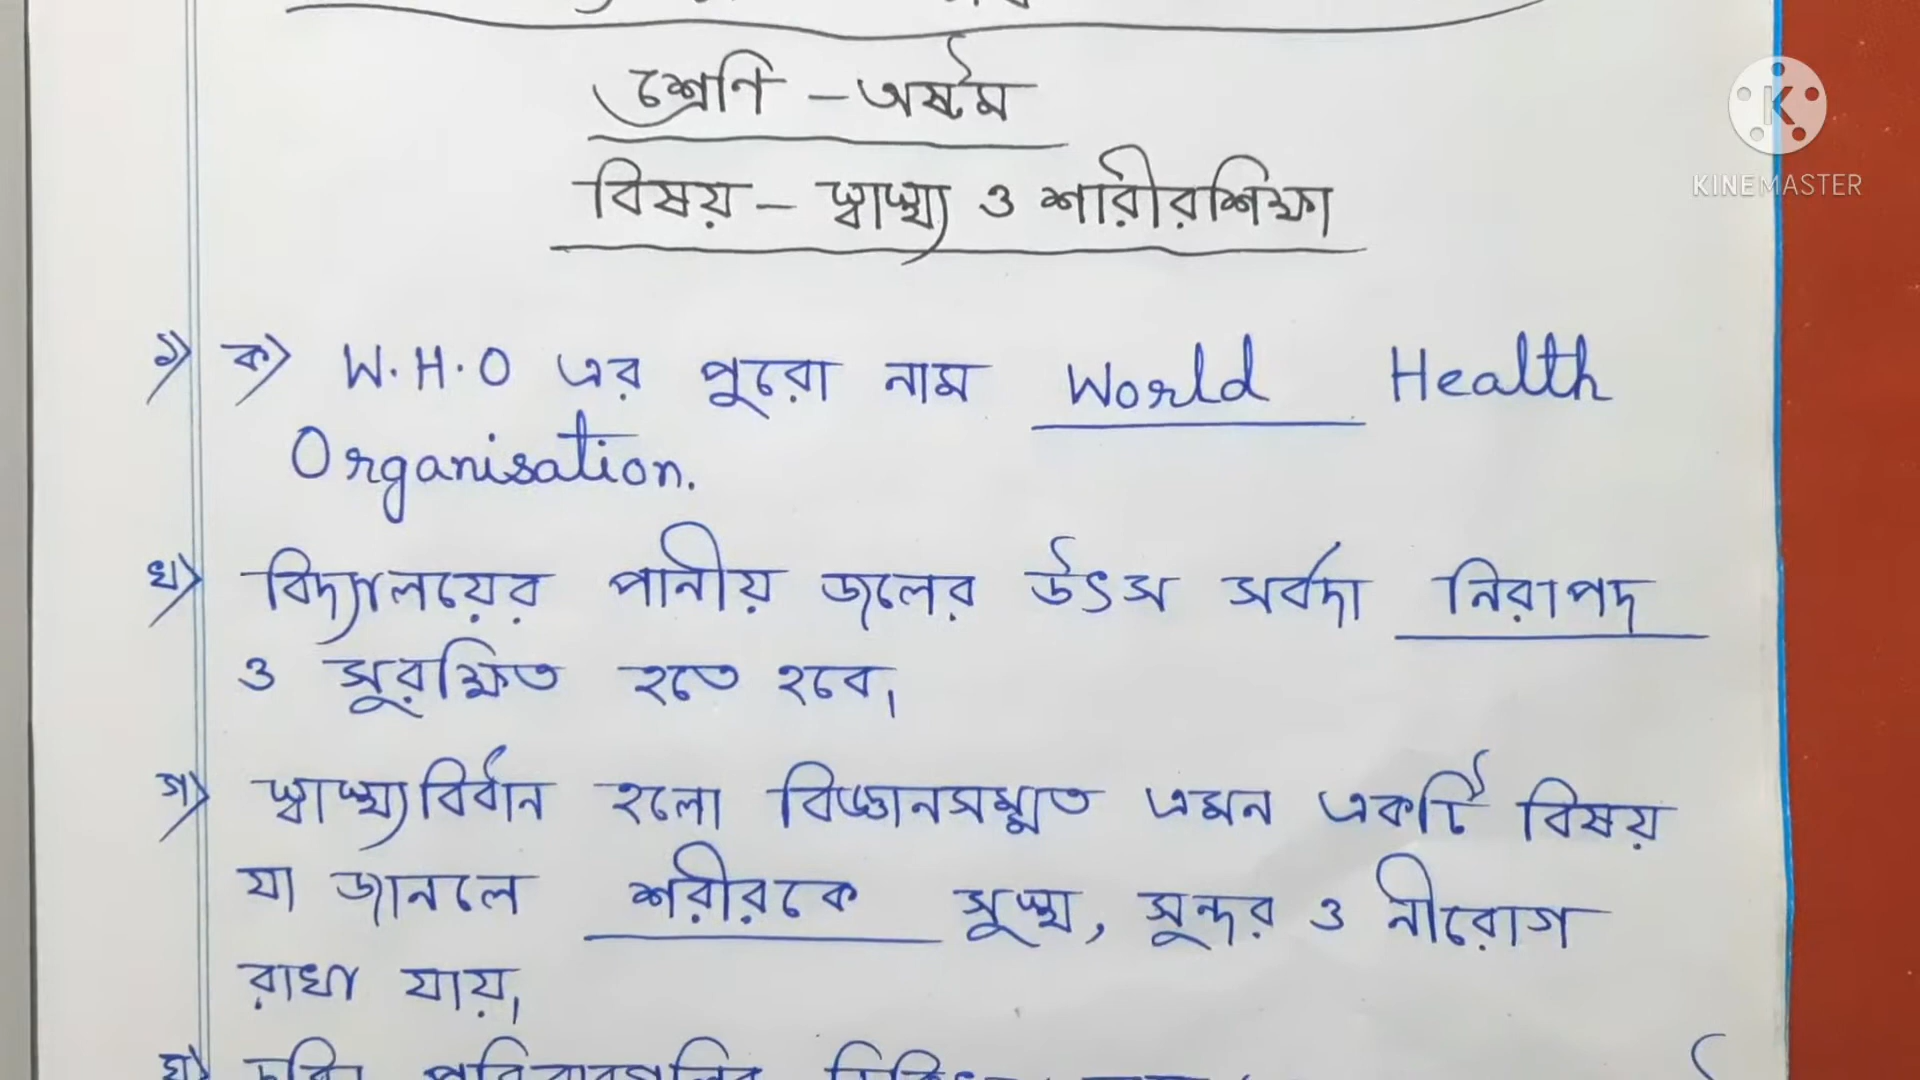 শ্রেণি – অষ্টম
বিষয় – স্বাস্থ্য ও শারীরশিক্ষা
KINEMASTER
১) ক) W.H.O এর পুরো নাম World Health
Organisation.
খ) বিদ্যালয়ের পানীয় জলের উৎস সর্বদা নিরাপদ
ও সুরক্ষিত হতে হবে।
গ) স্বাস্থ্যবিধান হলো বিজ্ঞানসম্মত এমন একটি বিষয়
যা জানলে শরীরকে সুস্থ, সুন্দর ও নীরোগ
রাখা যায়।
ঘ)